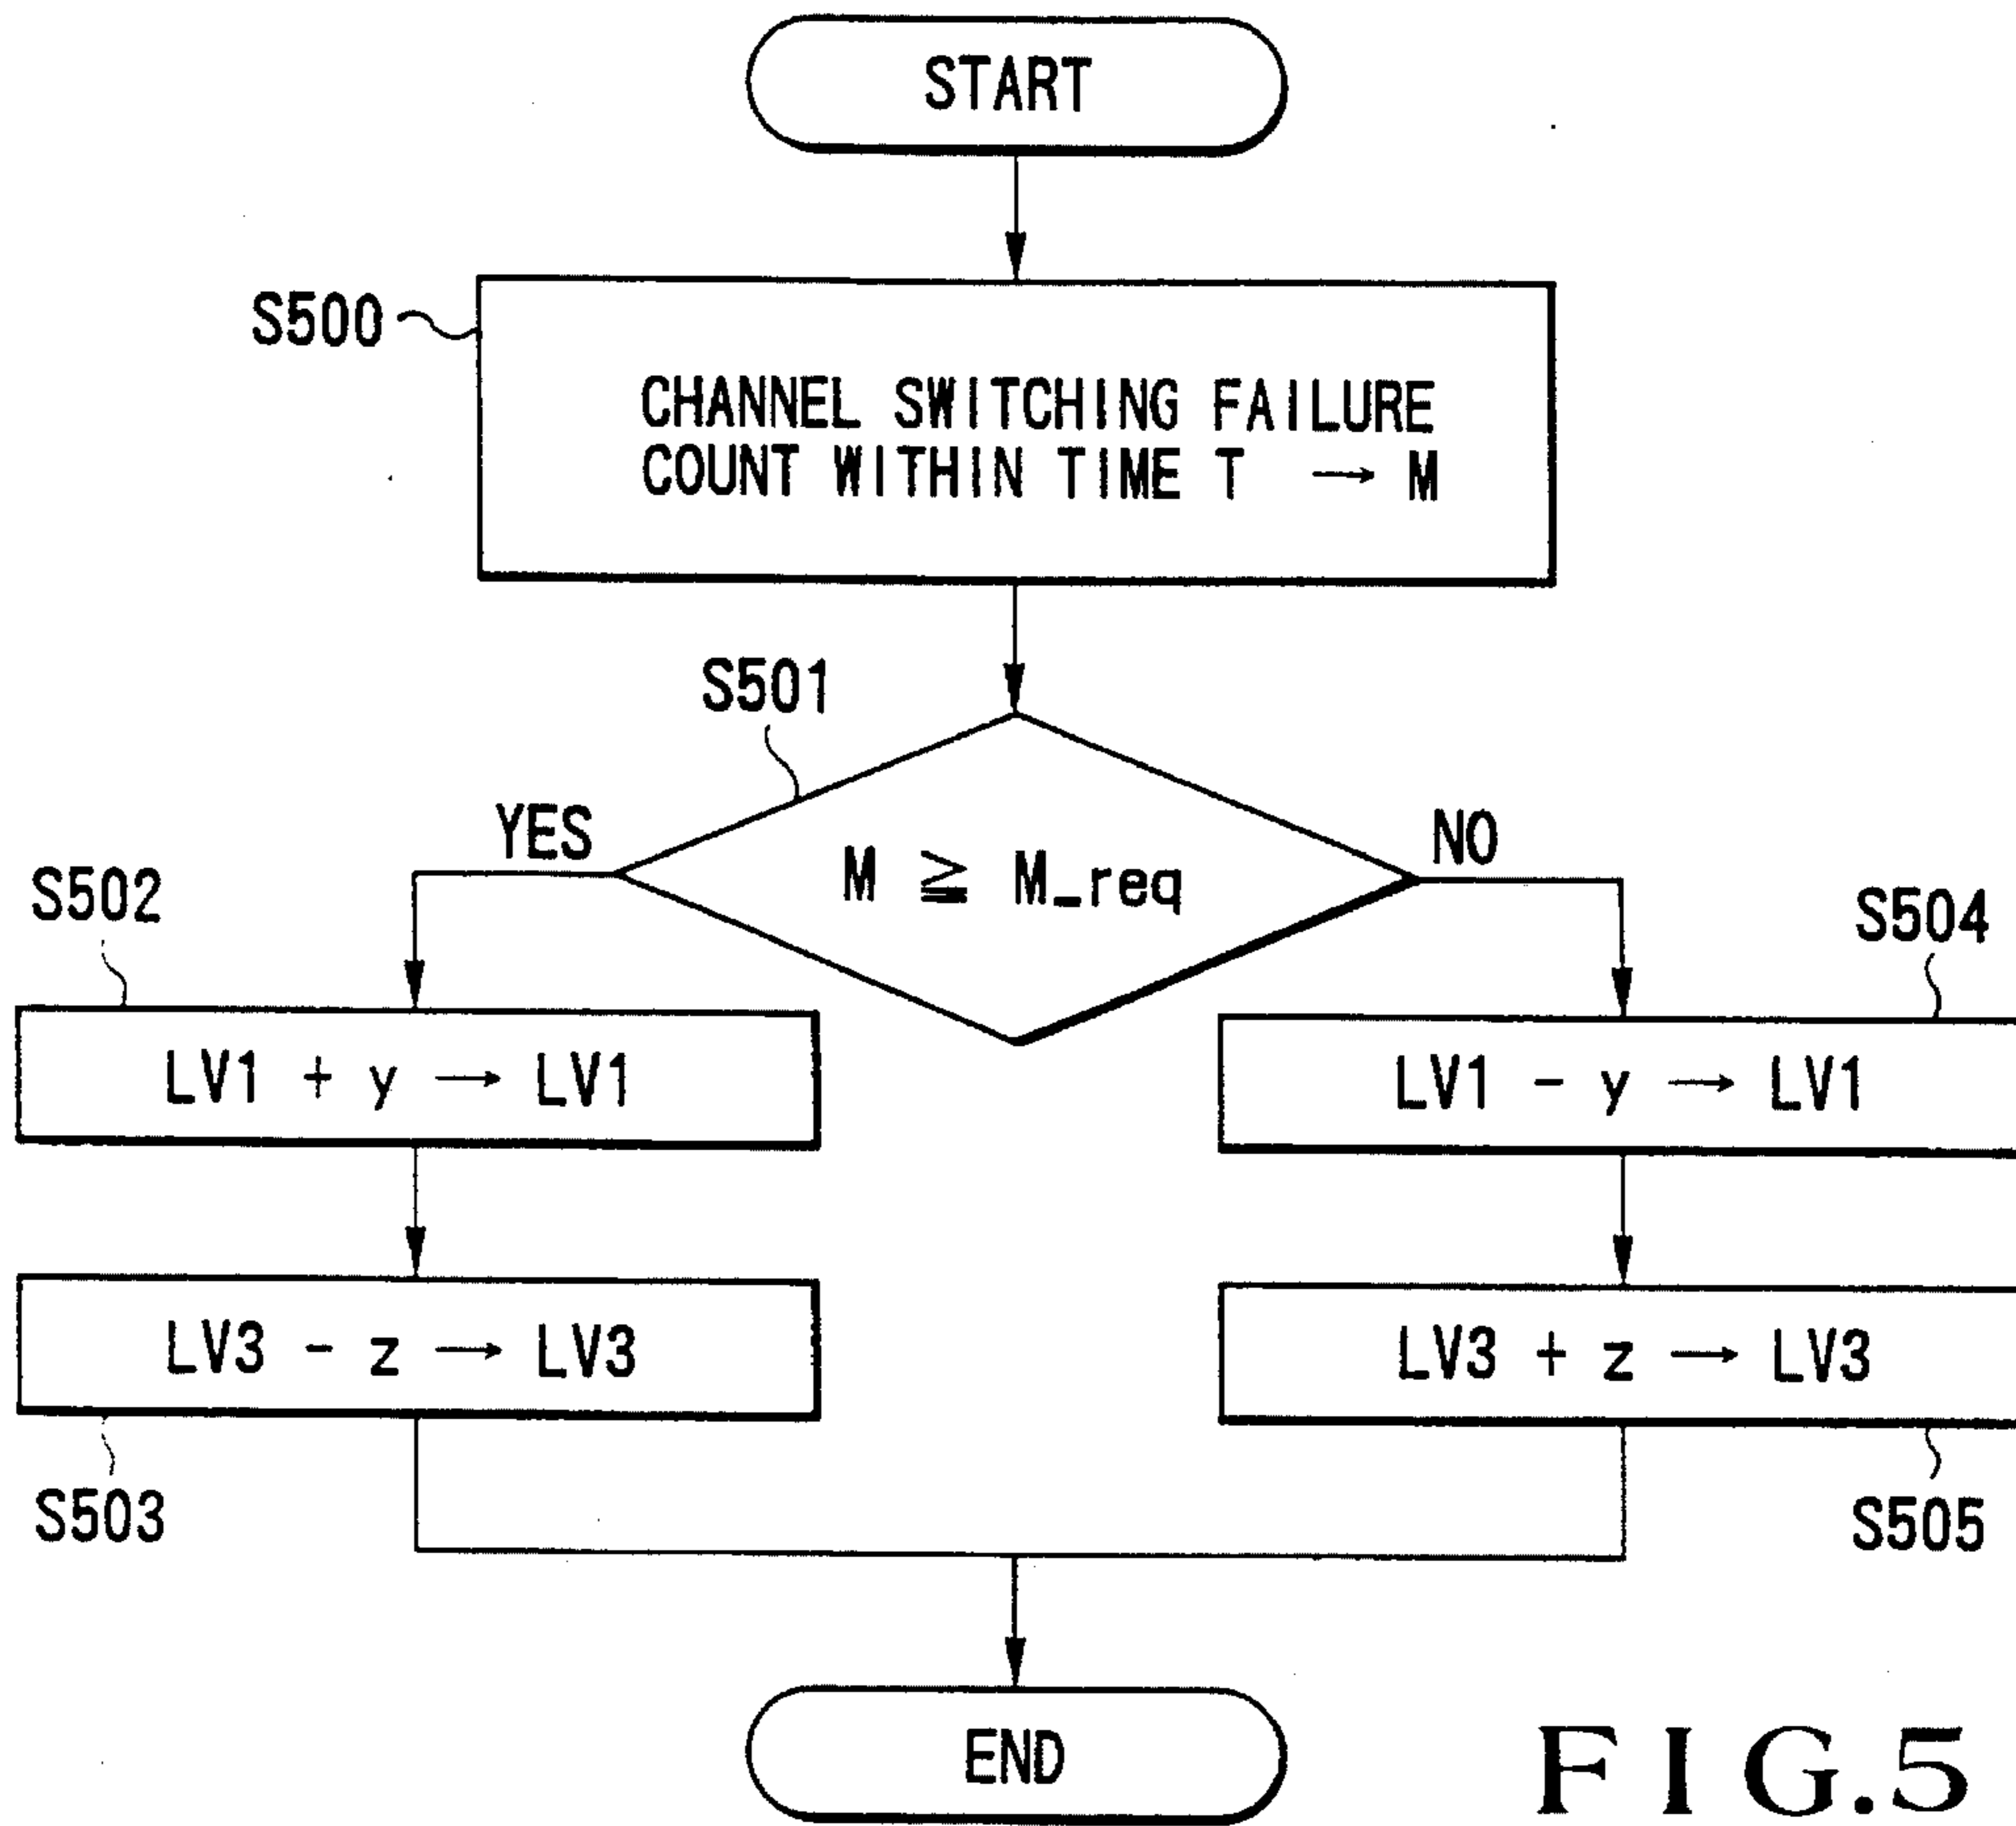 START
S500
CHANNEL SWITCHING FAILURE
COUNT WITHIN TIME T → M
S501
YES
M ≧ M_req
NO
S502
LV1 + y → LV1
S504
LV1 - y → LV1
LV3 - z → LV3
S503
LV3 + z → LV3
S505
END
FIG.5